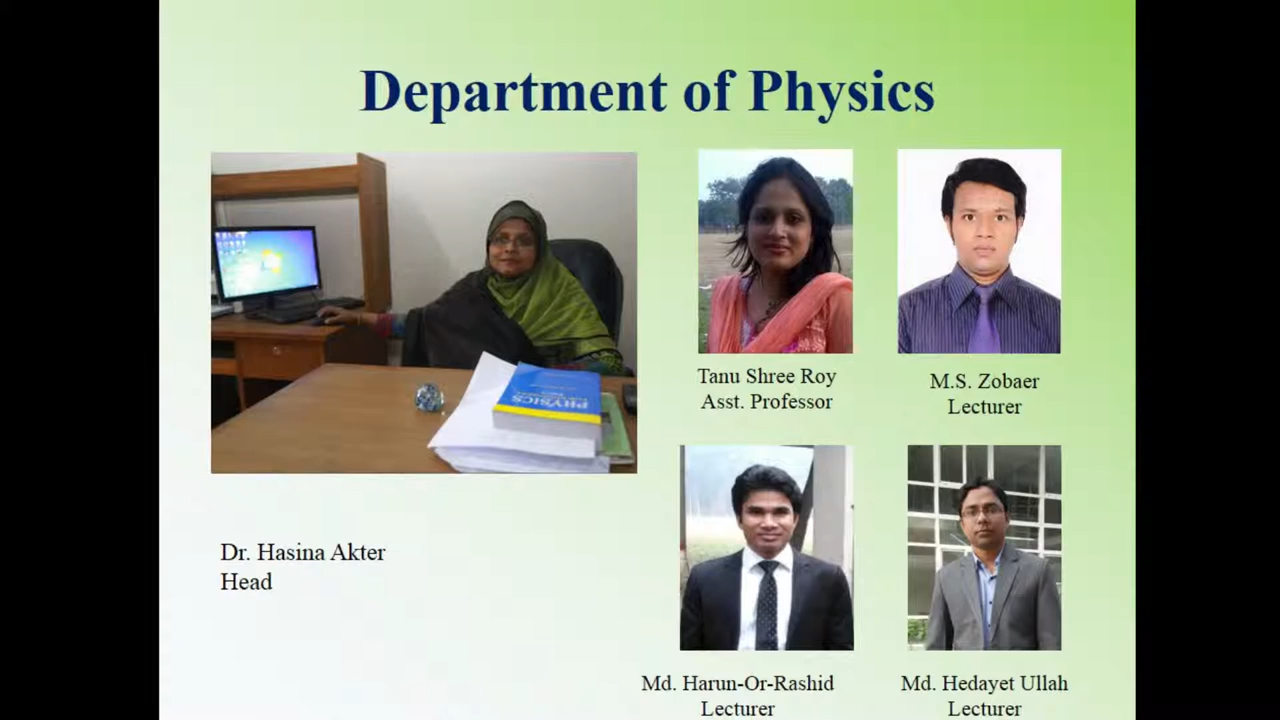 Department of Physics
Tanu Shree Roy
Asst. Professor
M.S. Zobaer
Lecturer
PHYSICS
Dr. Hasina Akter
Head
Md. Harun-Or-Rashid
Lecturer
Md. Hedayet Ullah
Lecturer